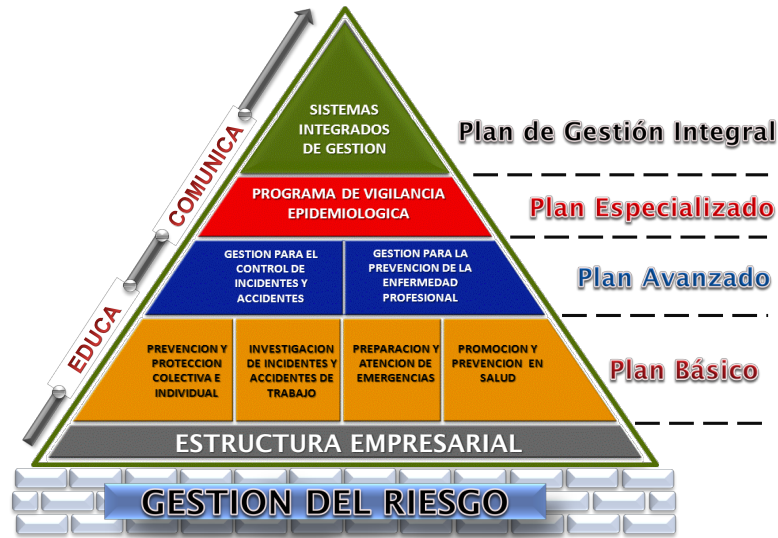 SISTEMAS
INTEGRADOS
DE GESTION
Plan de Gestión Integral
COMUNICA
PROGRAMA DE VIGILANCIA
EPIDEMIOLOGICA
Plan Especializado
GESTION PARA EL
CONTROL DE
INCIDENTES Y
ACCIDENTES
GESTION PARA LA
PREVENCION DE LA
ENFERMEDAD
PROFESIONAL
Plan Avanzado
EDUCA
PREVENCION Y
PROTECCION
COLECTIVA E
INDIVIDUAL
INVESTIGACION
DE INCIDENTES Y
ACCIDENTES DE
TRABAJO
PREPARACION Y
ATENCION DE
EMERGENCIAS
PROMOCION Y
PREVENCION EN
SALUD
Plan Básico
ESTRUCTURA EMPRESARIAL
GESTION DEL RIESGO